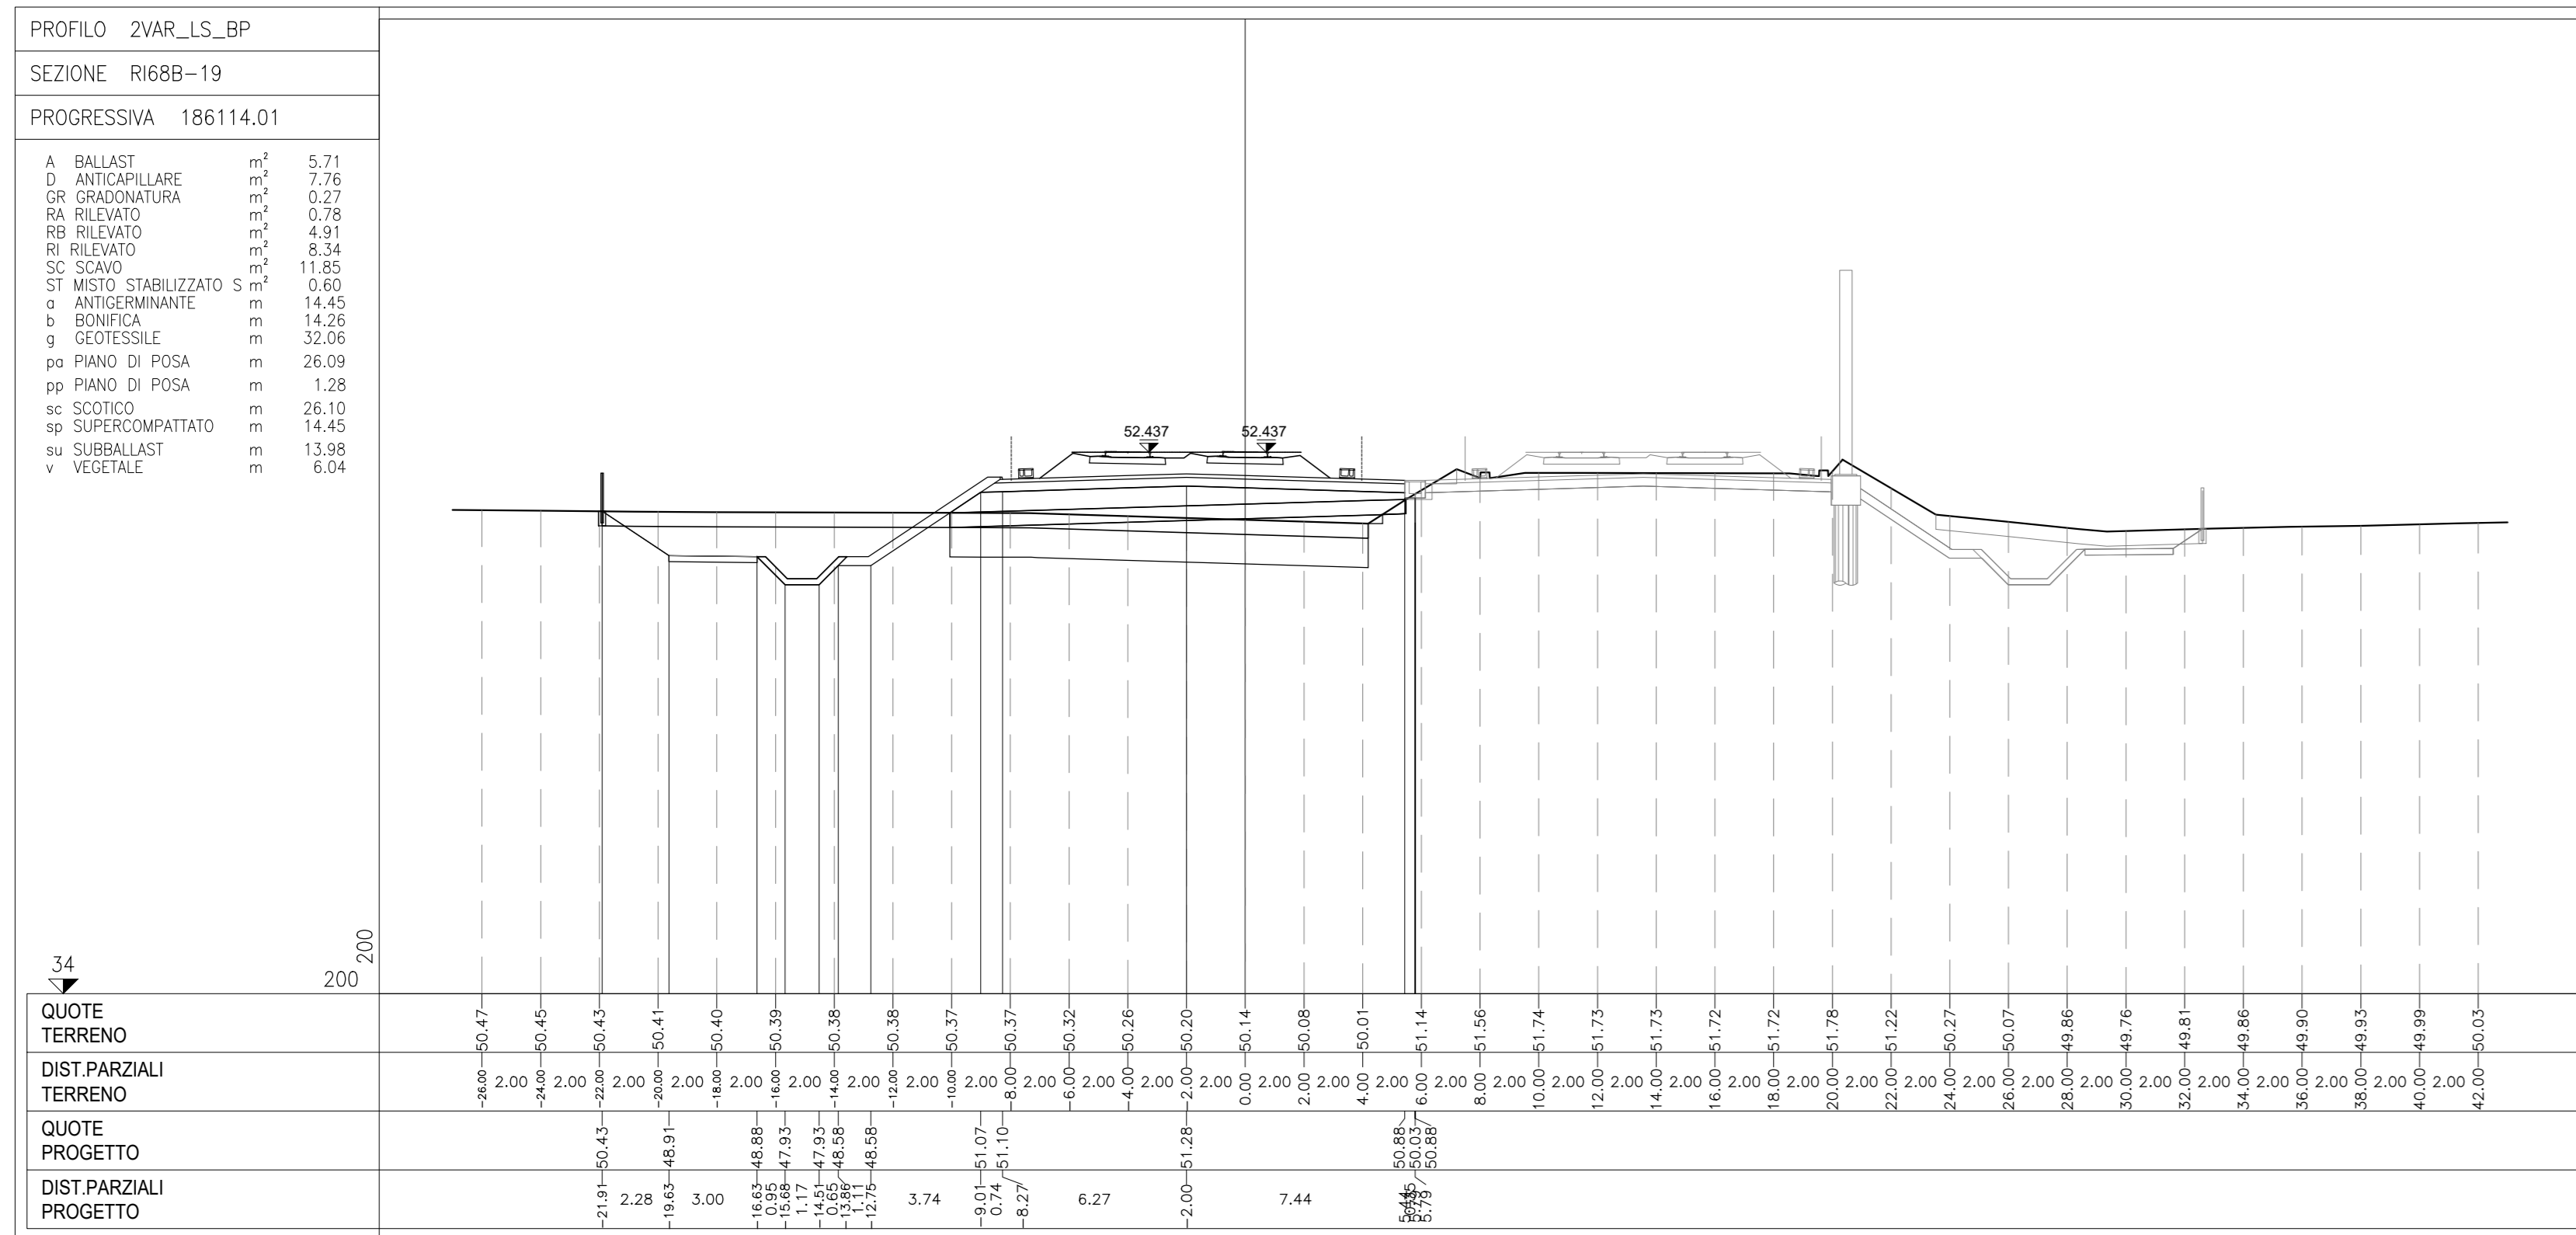 PROFILO 2VAR_LS_BP
SEZIONE RI68B-19
PROGRESSIVA 186114.01
A BALLAST m² 5.71
D ANTICAPILLARE m² 7.76
GR GRADONATURA m² 0.27
RA RILEVATO m² 0.78
RB RILEVATO m² 4.91
RI RILEVATO m² 8.34
SC SCAVO m² 11.85
ST MISTO STABILIZZATO S m² 0.60
a ANTIGERMINANTE m 14.45
b BONIFICA m 14.26
g GEOTESSILE m 32.06
pa PIANO DI POSA m 26.09
pp PIANO DI POSA m 1.28
sc SCOTICO m 26.10
sp SUPERCOMPATTATO m 14.45
su SUBBALLAST m 13.98
v VEGETALE m 6.04
52.437 52.437
34
200
200
QUOTE
TERRENO
50.47 50.45 50.43 50.41 50.40 50.39 50.38 50.38 50.37 50.37 50.32 50.26 50.20 50.14 50.08 50.01 51.14 51.56 51.74 51.73 51.73 51.72 51.72 51.78 51.22 50.27 50.07 49.86 49.76 49.81 49.86 49.90 49.93 49.99 50.03
DIST.PARZIALI
TERRENO
-26.00 2.00 -24.00 2.00 -22.00 2.00 -20.00 2.00 -18.00 2.00 -16.00 2.00 -14.00 2.00 -12.00 2.00 -10.00 2.00 -8.00 2.00 -6.00 2.00 -4.00 2.00 -2.00 2.00 0.00 2.00 2.00 2.00 4.00 2.00 6.00 2.00 8.00 2.00 10.00 2.00 12.00 2.00 14.00 2.00 16.00 2.00 18.00 2.00 20.00 2.00 22.00 2.00 24.00 2.00 26.00 2.00 28.00 2.00 30.00 2.00 32.00 2.00 34.00 2.00 36.00 2.00 38.00 2.00 40.00 2.00 42.00
QUOTE
PROGETTO
50.43 48.91 48.88 47.93 47.93 48.58 48.58 51.07 51.10 51.28 50.88 50.03 50.88
DIST.PARZIALI
PROGETTO
-21.91 2.28 -19.63 3.00 -16.63 0.95 -15.68 1.17 -14.51 0.65 -13.86 1.11 -12.75 3.74 -9.01 0.74 -8.27 6.27 -2.00 7.44 5.44 5.79 5.79